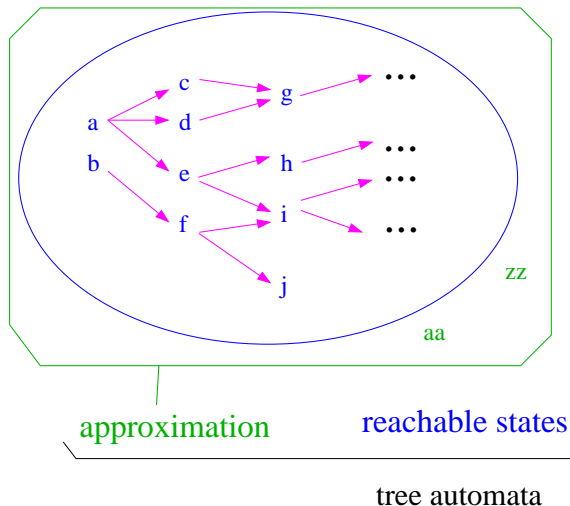 c
g
...
a
d
b
e
h
...
...
f
i
...
j
zz
aa
approximation
reachable states
tree automata